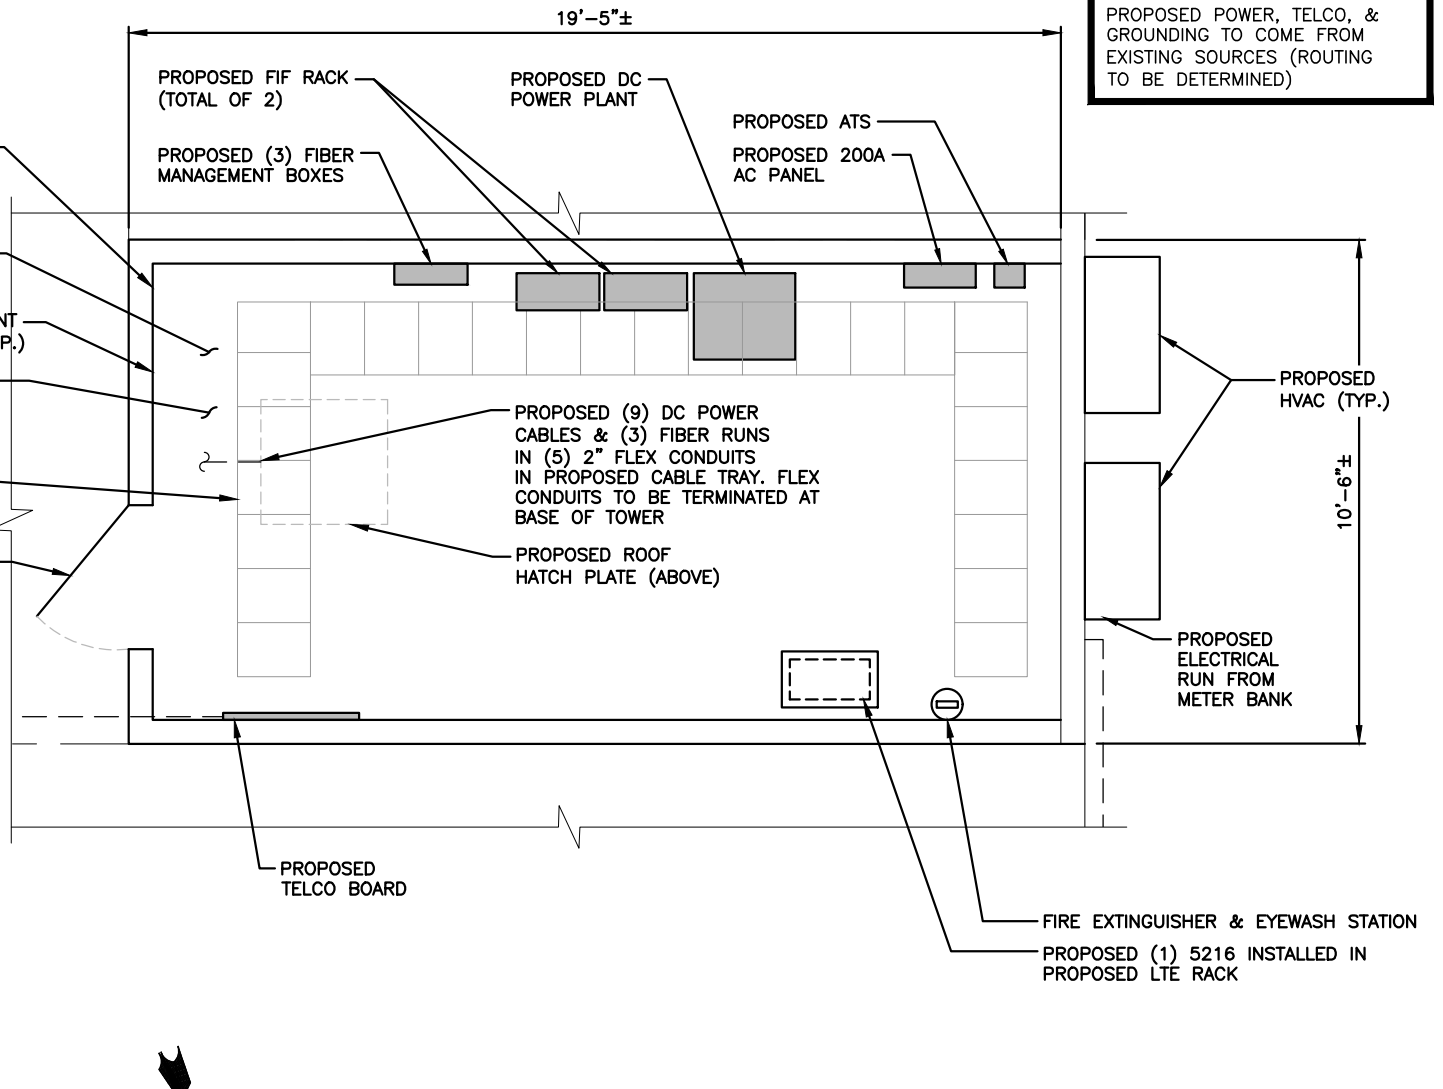 19'-5"±
PROPOSED POWER, TELCO, &
GROUNDING TO COME FROM
EXISTING SOURCES (ROUTING
TO BE DETERMINED)
PROPOSED FIF RACK
(TOTAL OF 2)
PROPOSED DC
POWER PLANT
PROPOSED ATS
PROPOSED 200A
AC PANEL
PROPOSED (3) FIBER
MANAGEMENT BOXES
NT
P.)
PROPOSED
HVAC (TYP.)
10'-6"±
PROPOSED (9) DC POWER
CABLES & (3) FIBER RUNS
IN (5) 2" FLEX CONDUITS
IN PROPOSED CABLE TRAY. FLEX
CONDUITS TO BE TERMINATED AT
BASE OF TOWER
PROPOSED ROOF
HATCH PLATE (ABOVE)
PROPOSED
ELECTRICAL
RUN FROM
METER BANK
PROPOSED
TELCO BOARD
FIRE EXTINGUISHER & EYEWASH STATION
PROPOSED (1) 5216 INSTALLED IN
PROPOSED LTE RACK